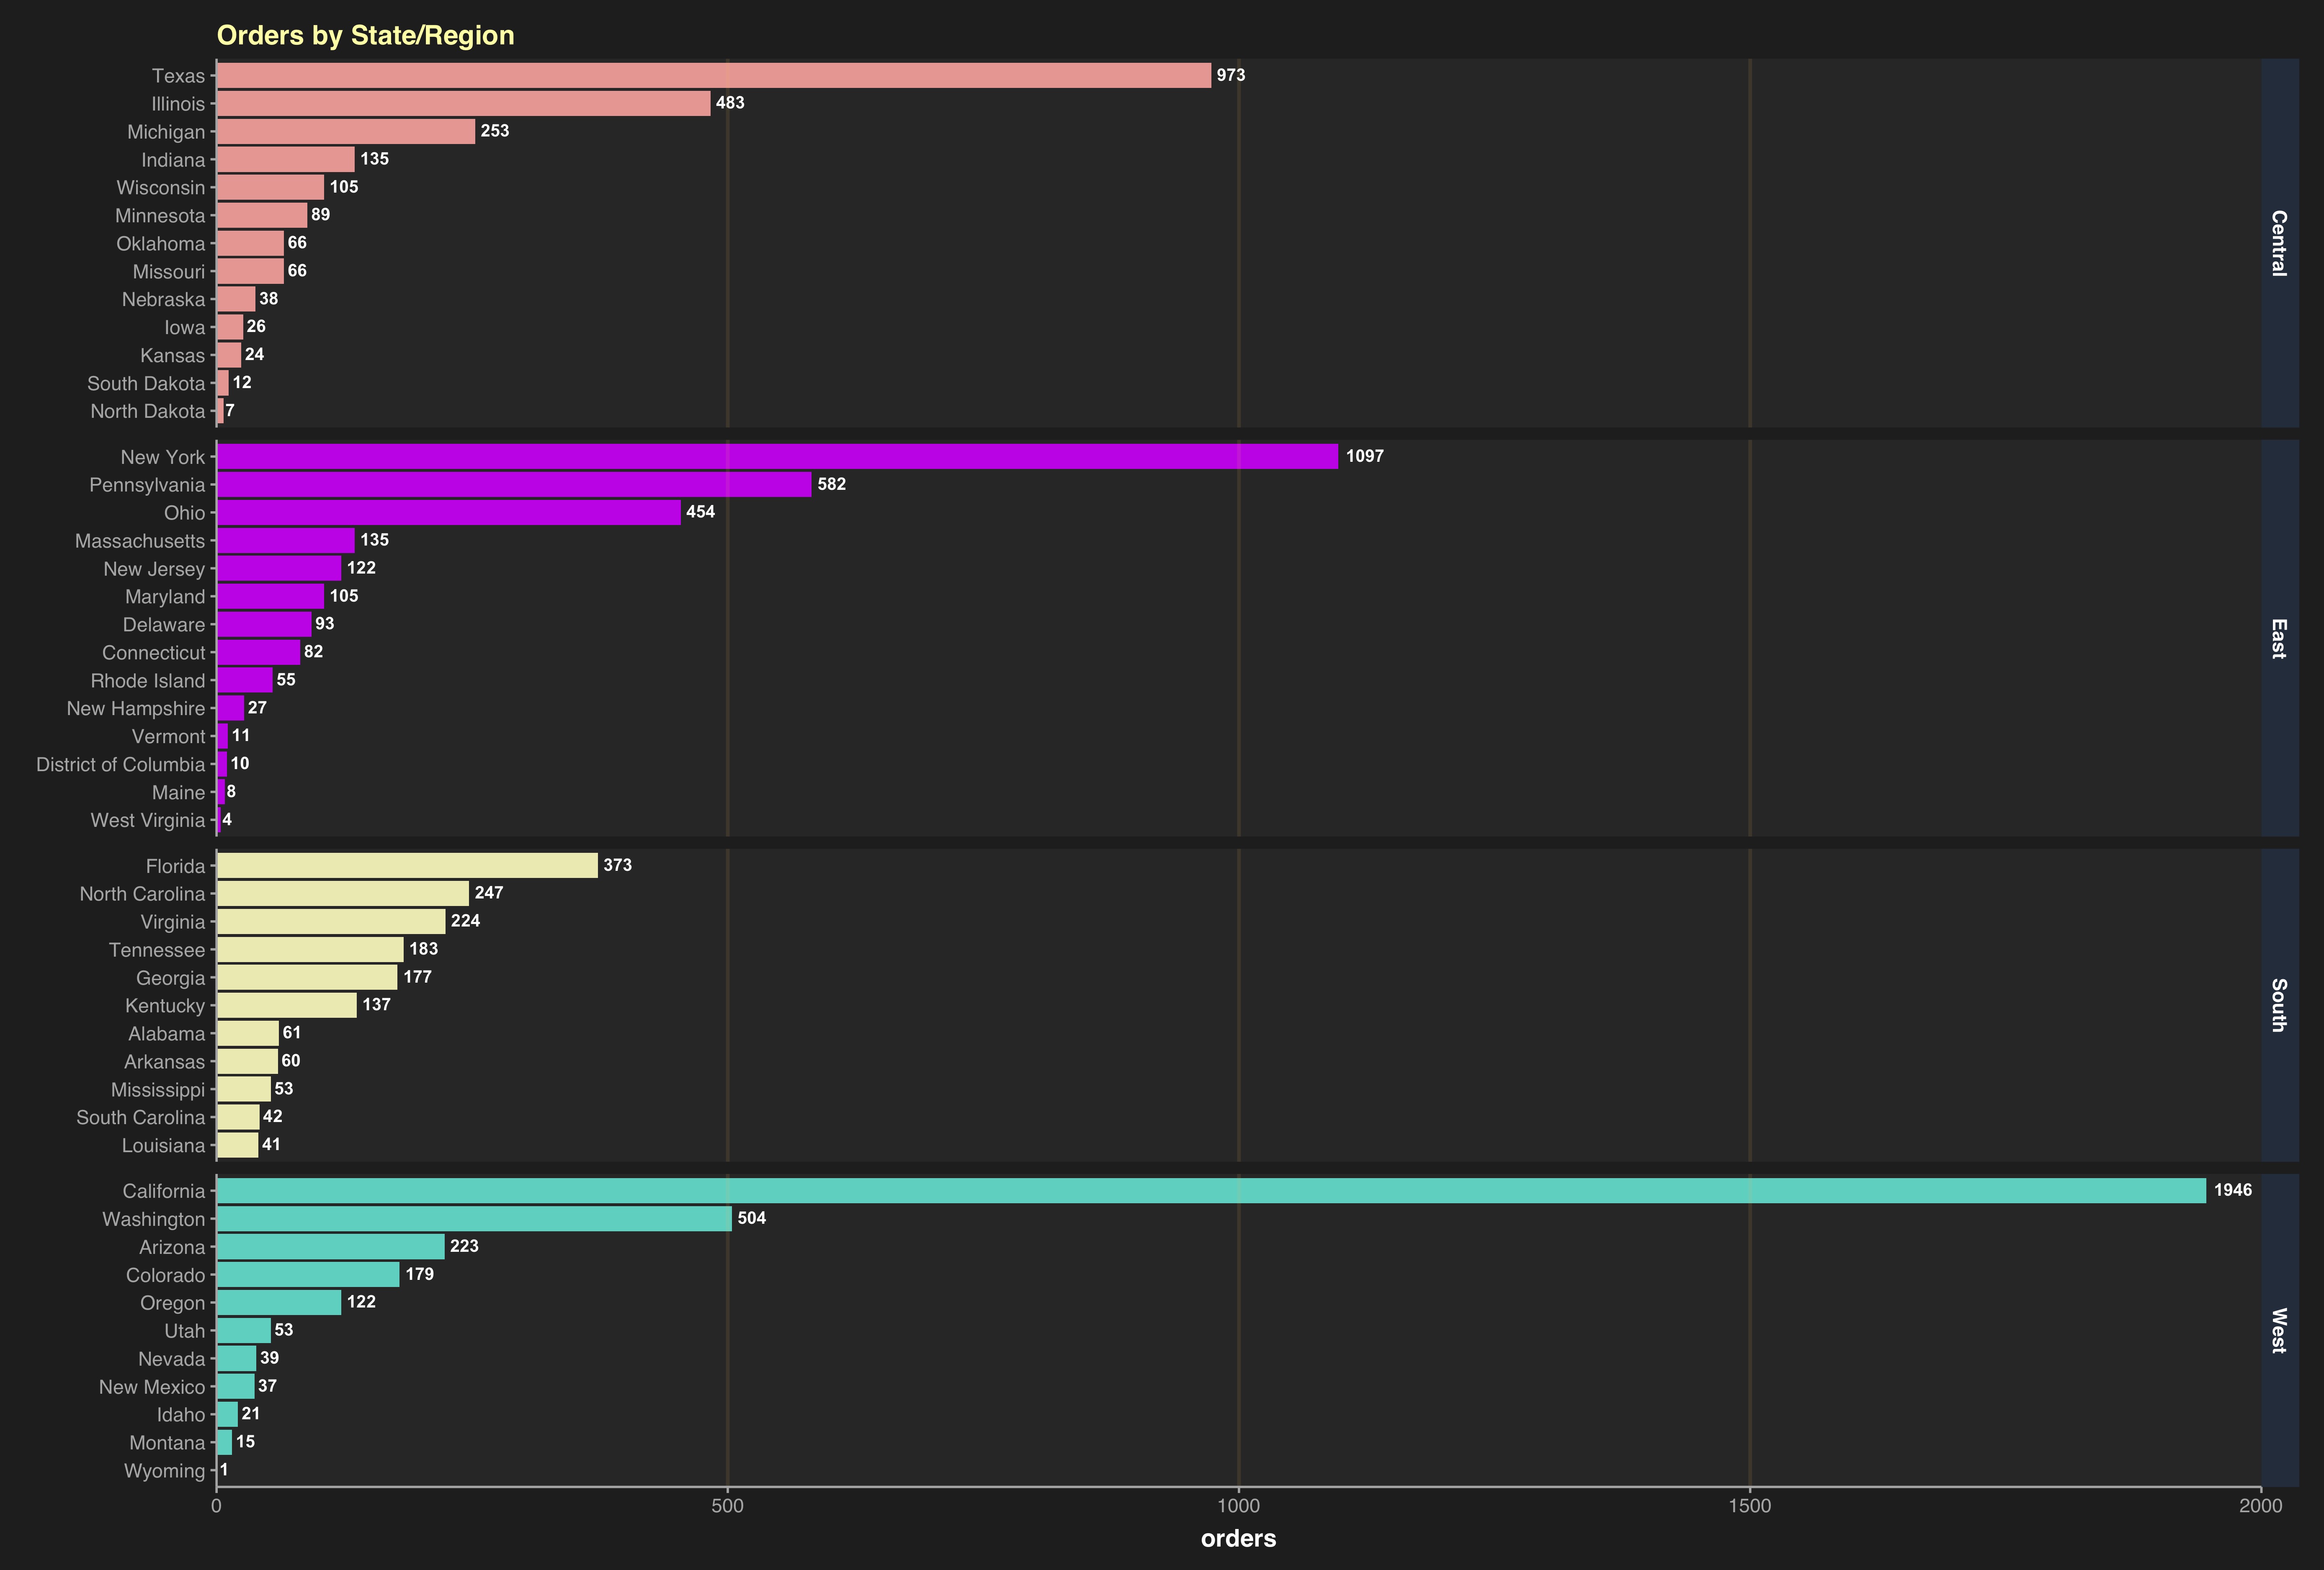 Orders by State/Region
Texas 973
Illinois 483
Michigan 253
Indiana 135
Wisconsin 105
Minnesota 89
Oklahoma 66
Missouri 66
Nebraska 38
Iowa 26
Kansas 24
South Dakota 12
North Dakota 7
Central
New York 1097
Pennsylvania 582
Ohio 454
Massachusetts 135
New Jersey 122
Maryland 105
Delaware 93
Connecticut 82
Rhode Island 55
New Hampshire 27
Vermont 11
District of Columbia 10
Maine 8
West Virginia 4
East
Florida 373
North Carolina 247
Virginia 224
Tennessee 183
Georgia 177
Kentucky 137
Alabama 61
Arkansas 60
Mississippi 53
South Carolina 42
Louisiana 41
South
California 1946
Washington 504
Arizona 223
Colorado 179
Oregon 122
Utah 53
Nevada 39
New Mexico 37
Idaho 21
Montana 15
Wyoming 1
West
0 500 1000 1500 2000
orders